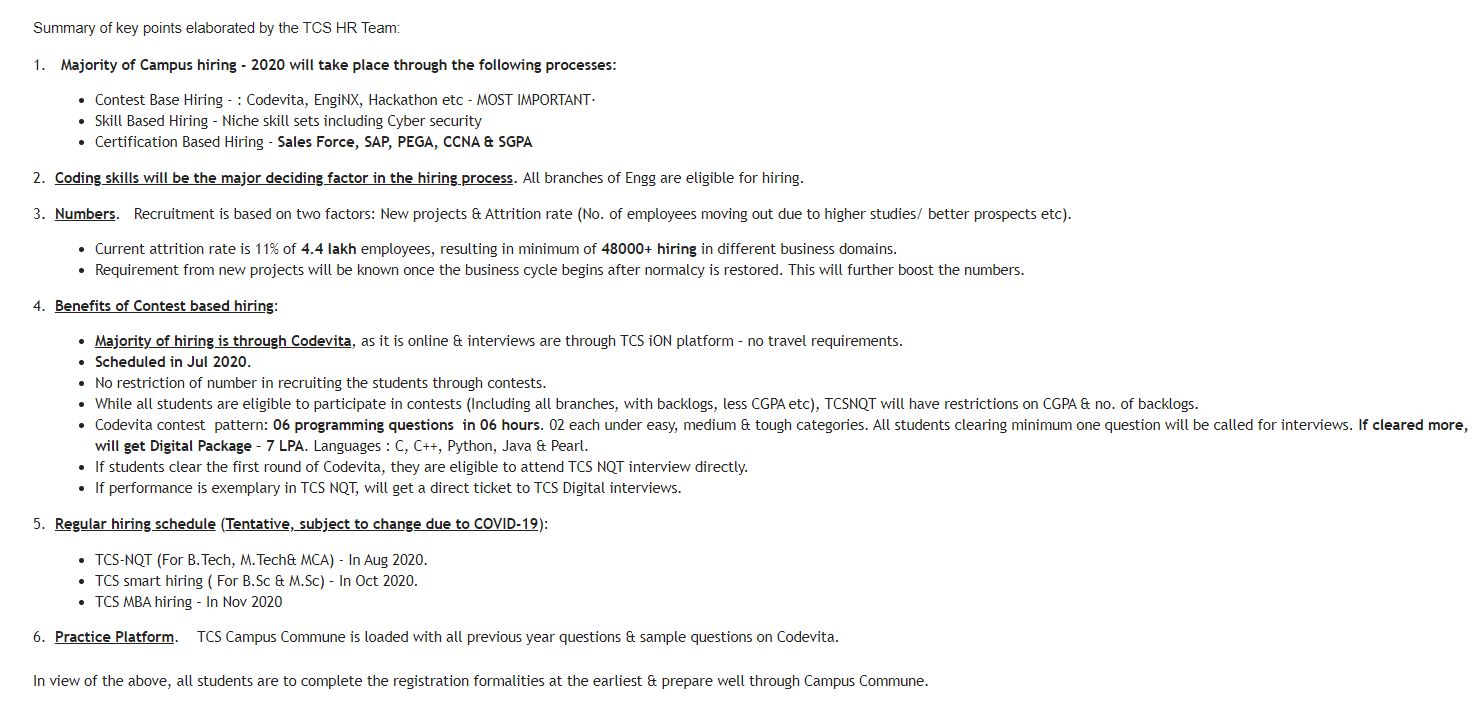 Summary of key points elaborated by the TCS HR Team:
1. Majority of Campus hiring - 2020 will take place through the following processes:
• Contest Base Hiring - : Codevita, EngiNX, Hackathon etc - MOST IMPORTANT·
• Skill Based Hiring - Niche skill sets including Cyber security
• Certification Based Hiring - Sales Force, SAP, PEGA, CCNA & SGPA
2. Coding skills will be the major deciding factor in the hiring process. All branches of Engg are eligible for hiring.
3. Numbers. Recruitment is based on two factors: New projects & Attrition rate (No. of employees moving out due to higher studies/ better prospects etc).
• Current attrition rate is 11% of 4.4 lakh employees, resulting in minimum of 48000+ hiring in different business domains.
• Requirement from new projects will be known once the business cycle begins after normalcy is restored. This will further boost the numbers.
4. Benefits of Contest based hiring:
• Majority of hiring is through Codevita, as it is online & interviews are through TCS iON platform - no travel requirements.
• Scheduled in Jul 2020.
• No restriction of number in recruiting the students through contests.
• While all students are eligible to participate in contests (Including all branches, with backlogs, less CGPA etc), TCSNQT will have restrictions on CGPA & no. of backlogs.
• Codevita contest pattern: 06 programming questions in 06 hours. 02 each under easy, medium & tough categories. All students clearing minimum one question will be called for interviews. If cleared more,
will get Digital Package - 7 LPA. Languages : C, C++, Python, Java & Pearl.
• If students clear the first round of Codevita, they are eligible to attend TCS NQT interview directly.
• If performance is exemplary in TCS NQT, will get a direct ticket to TCS Digital interviews.
5. Regular hiring schedule (Tentative, subject to change due to COVID-19):
• TCS-NQT (For B.Tech, M.Tech& MCA) - In Aug 2020.
• TCS smart hiring ( For B.Sc & M.Sc) - In Oct 2020.
• TCS MBA hiring - In Nov 2020
6. Practice Platform. TCS Campus Commune is loaded with all previous year questions & sample questions on Codevita.
In view of the above, all students are to complete the registration formalities at the earliest & prepare well through Campus Commune.